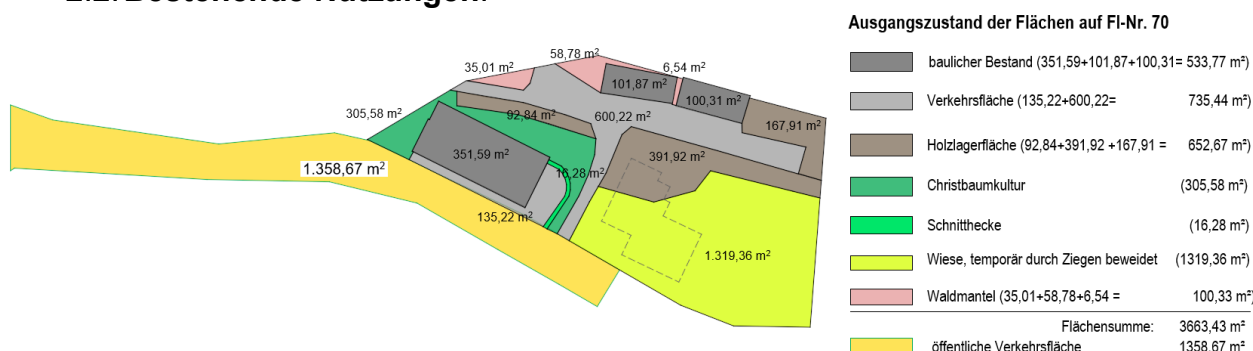 2.2. Bestehende Nutzungen:
Ausgangszustand der Flächen auf Fl-Nr. 70
58,78 m²
35,01 m²
6,54 m²
101,87 m²
100,31 m²
305,58 m²
92,84 m²
600,22 m²
167,91 m²
351,59 m²
391,92 m²
1.358,67 m²
16,28 m²
135,22 m²
1.319,36 m²
baulicher Bestand (351,59+101,87+100,31= 533,77 m²)
Verkehrsfläche (135,22+600,22= 735,44 m²)
Holzlagerfläche (92,84+391,92 +167,91 = 652,67 m²)
Christbaumkultur (305,58 m²)
Schnitthecke (16,28 m²)
Wiese, temporär durch Ziegen beweidet (1319,36 m²)
Waldmantel (35,01+58,78+6,54 = 100,33 m²)
Flächensumme: 3663,43 m²
öffentliche Verkehrsfläche 1358,67 m²